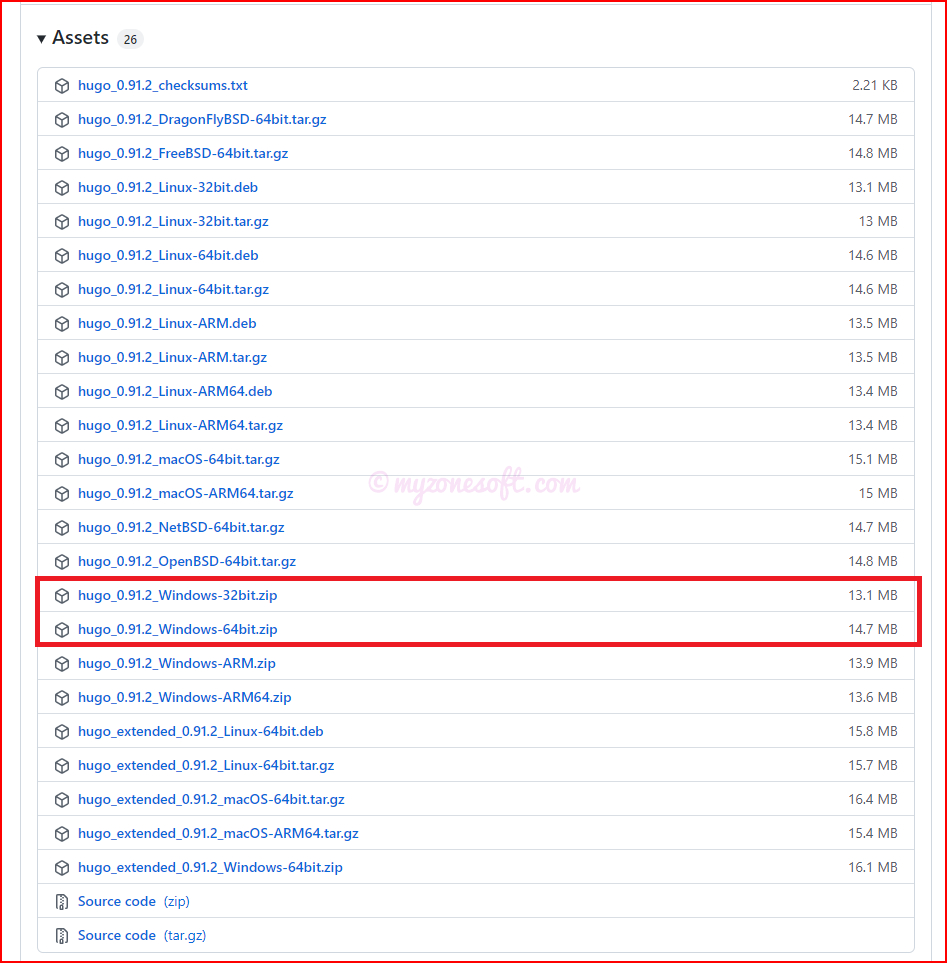 ▾ Assets 26
hugo_0.91.2_checksums.txt 2.21 KB
hugo_0.91.2_DragonFlyBSD-64bit.tar.gz 14.7 MB
hugo_0.91.2_FreeBSD-64bit.tar.gz 14.8 MB
hugo_0.91.2_Linux-32bit.deb 13.1 MB
hugo_0.91.2_Linux-32bit.tar.gz 13 MB
hugo_0.91.2_Linux-64bit.deb 14.6 MB
hugo_0.91.2_Linux-64bit.tar.gz 14.6 MB
hugo_0.91.2_Linux-ARM.deb 13.5 MB
hugo_0.91.2_Linux-ARM.tar.gz 13.5 MB
hugo_0.91.2_Linux-ARM64.deb 13.4 MB
hugo_0.91.2_Linux-ARM64.tar.gz 13.4 MB
hugo_0.91.2_macOS-64bit.tar.gz 15.1 MB
© myzonesoft.com
hugo_0.91.2_macOS-ARM64.tar.gz 15 MB
hugo_0.91.2_NetBSD-64bit.tar.gz 14.7 MB
hugo_0.91.2_OpenBSD-64bit.tar.gz 14.8 MB
hugo_0.91.2_Windows-32bit.zip 13.1 MB
hugo_0.91.2_Windows-64bit.zip 14.7 MB
hugo_0.91.2_Windows-ARM.zip 13.9 MB
hugo_0.91.2_Windows-ARM64.zip 13.6 MB
hugo_extended_0.91.2_Linux-64bit.deb 15.8 MB
hugo_extended_0.91.2_Linux-64bit.tar.gz 15.7 MB
hugo_extended_0.91.2_macOS-64bit.tar.gz 16.4 MB
hugo_extended_0.91.2_macOS-ARM64.tar.gz 15.4 MB
hugo_extended_0.91.2_Windows-64bit.zip 16.1 MB
Source code (zip)
Source code (tar.gz)